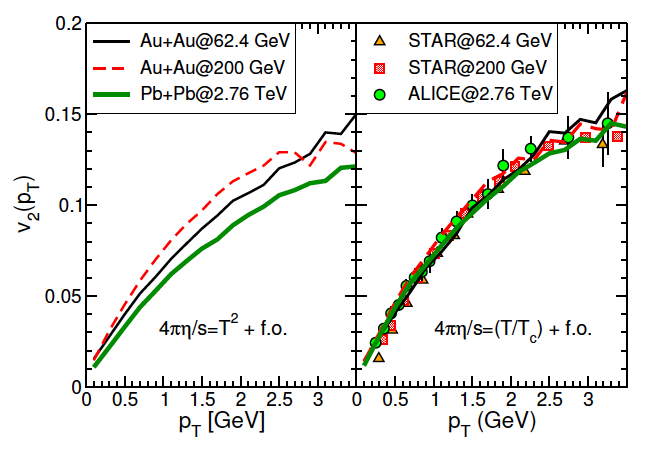 0.2
0.15
0.1
0.05
0
v2(pT)
Au+Au@62.4 GeV
Au+Au@200 GeV
Pb+Pb@2.76 TeV
4πη/s=T² + f.o.
0 0.5 1 1.5 2 2.5 3
pT [GeV]
STAR@62.4 GeV
STAR@200 GeV
ALICE@2.76 TeV
4πη/s=(T/Tc) + f.o.
0 0.5 1 1.5 2 2.5 3
pT (GeV)